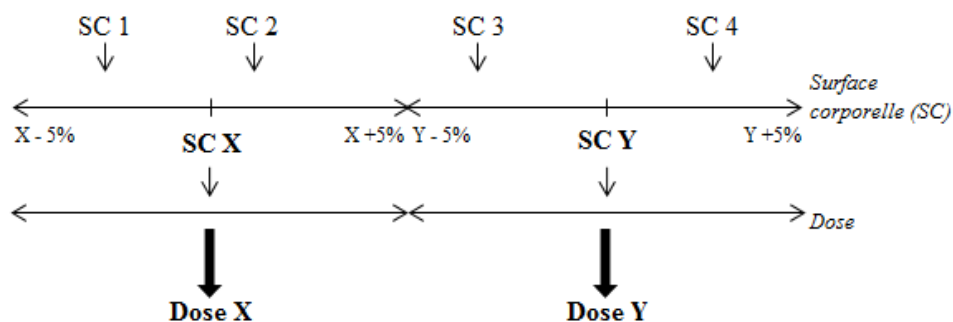 SC 1 SC 2 SC 3 SC 4
Surface
corporelle (SC)
X - 5% X +5% Y - 5% Y +5%
SC X SC Y
Dose
Dose X Dose Y